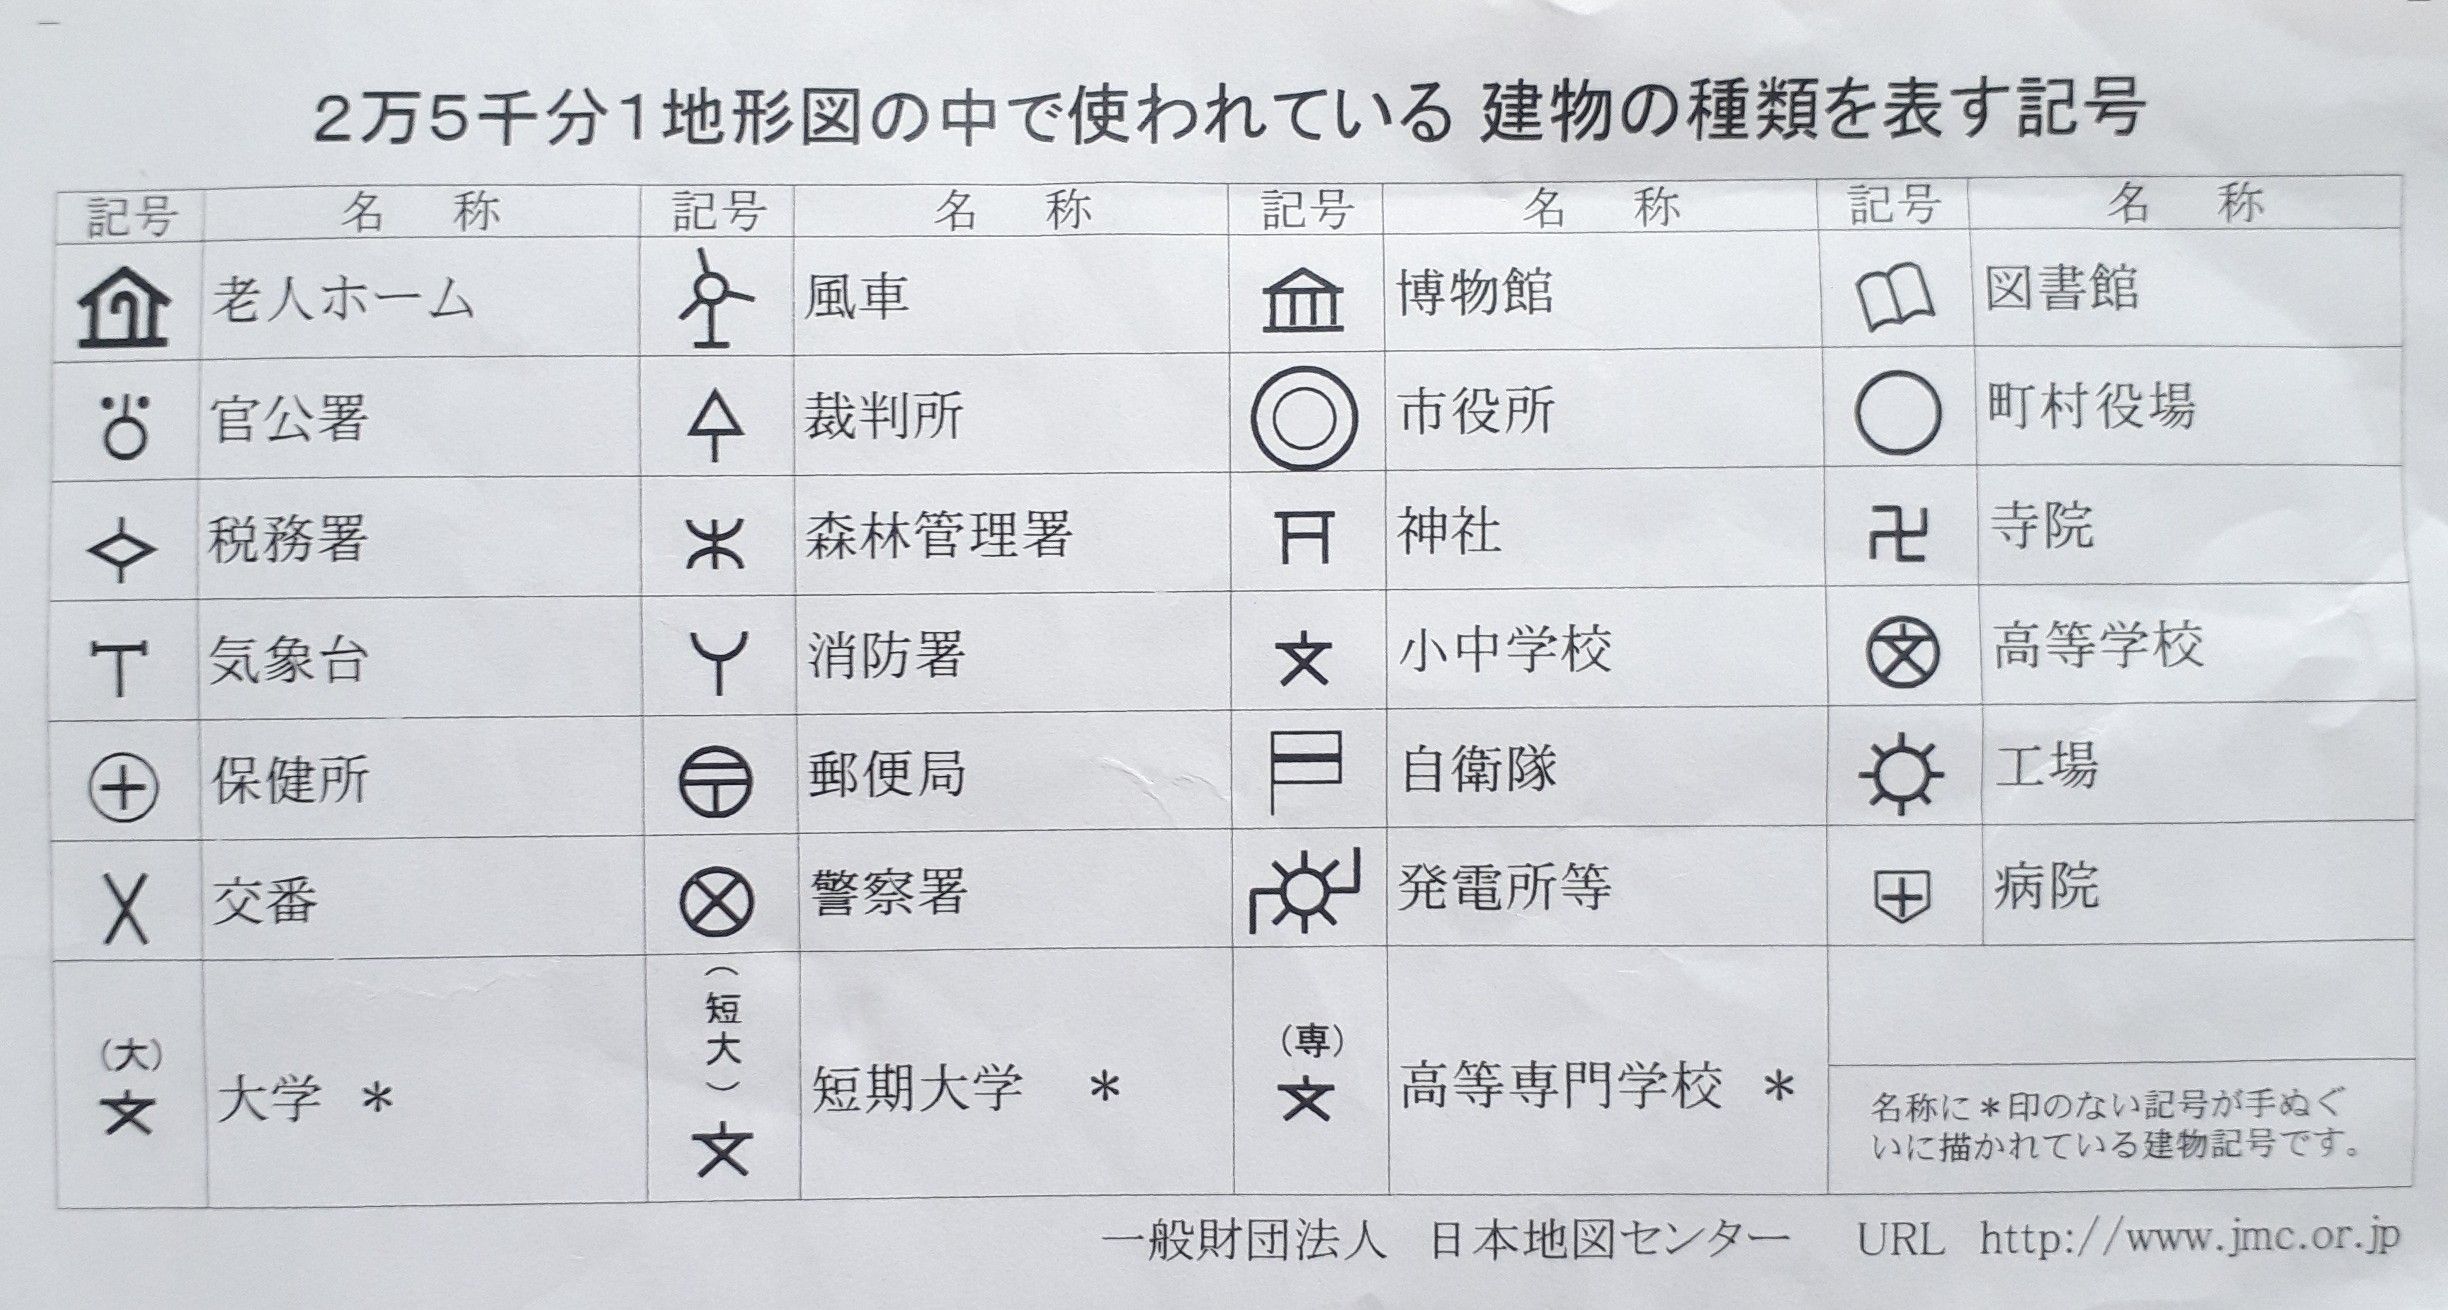 2万5千分1地形図の中で使われている 建物の種類を表す記号
記号 名 称 記号 名 称 記号 名 称 記号 名 称
老人ホーム 風車 博物館 図書館
官公署 裁判所 市役所 町村役場
税務署 森林管理署 神社 卍 寺院
気象台 消防署 文 小中学校 文 高等学校
保健所 郵便局 自衛隊 工場
交番 警察署 発電所等 病院
(大)
文
大学 *
(短大)
文
短期大学 *
(専)
文
高等専門学校 *
名称に*印のない記号が手ぬぐ
いに描かれている建物記号です。
一般財団法人 日本地図センター URL http://www.jmc.or.jp